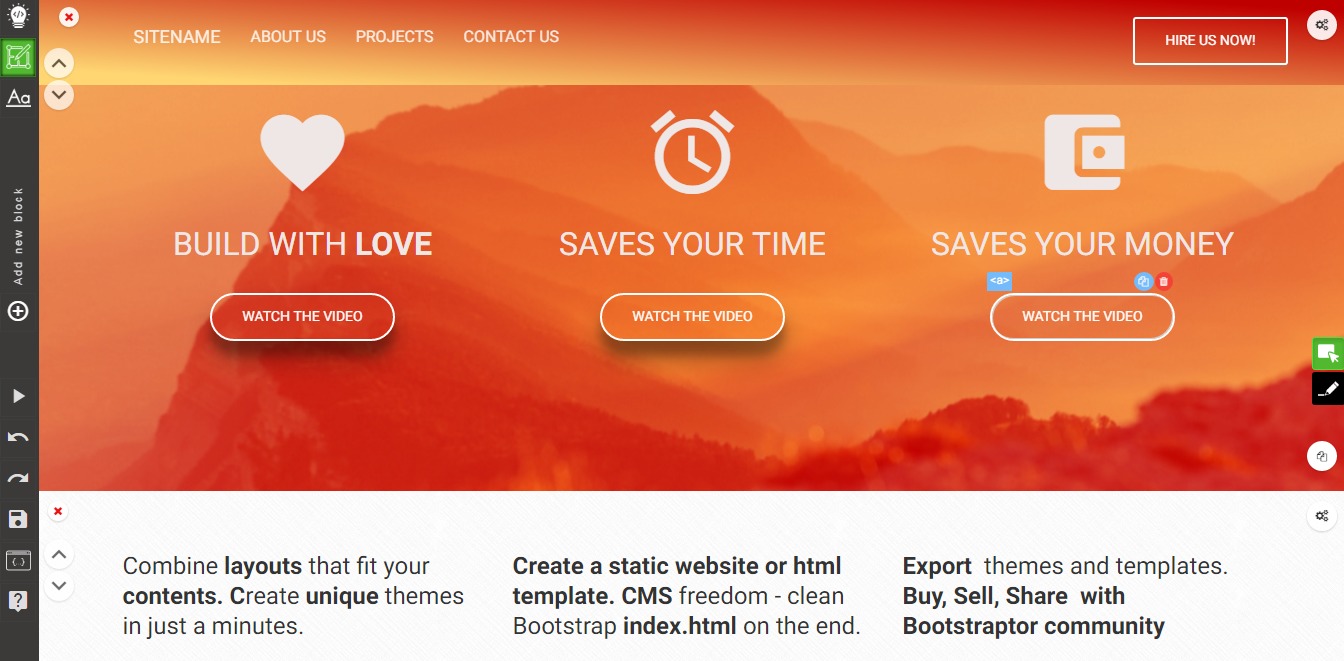 SITENAME ABOUT US PROJECTS CONTACT US HIRE US NOW!
Aa
Add new block
BUILD WITH LOVE
SAVES YOUR TIME
SAVES YOUR MONEY
<a>
WATCH THE VIDEO
WATCH THE VIDEO
WATCH THE VIDEO
Combine layouts that fit your
contents. Create unique themes
in just a minutes.
Create a static website or html
template. CMS freedom - clean
Bootstrap index.html on the end.
Export  themes and templates.
Buy, Sell, Share  with
Bootstraptor community